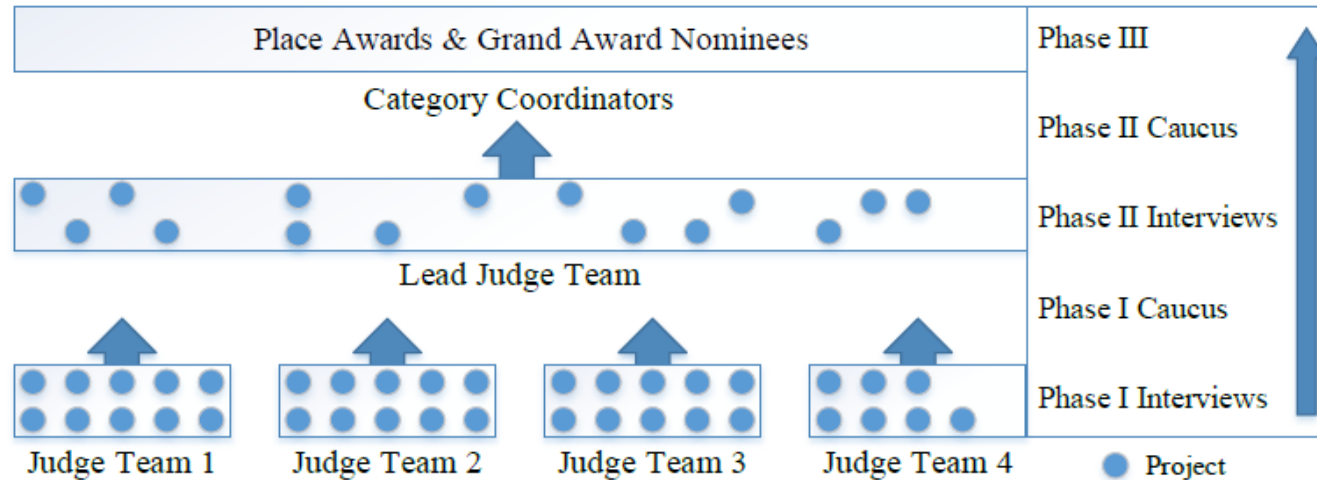 Place Awards & Grand Award Nominees
Phase III
Category Coordinators
Phase II Caucus
Phase II Interviews
Lead Judge Team
Phase I Caucus
Phase I Interviews
Judge Team 1
Judge Team 2
Judge Team 3
Judge Team 4
Project